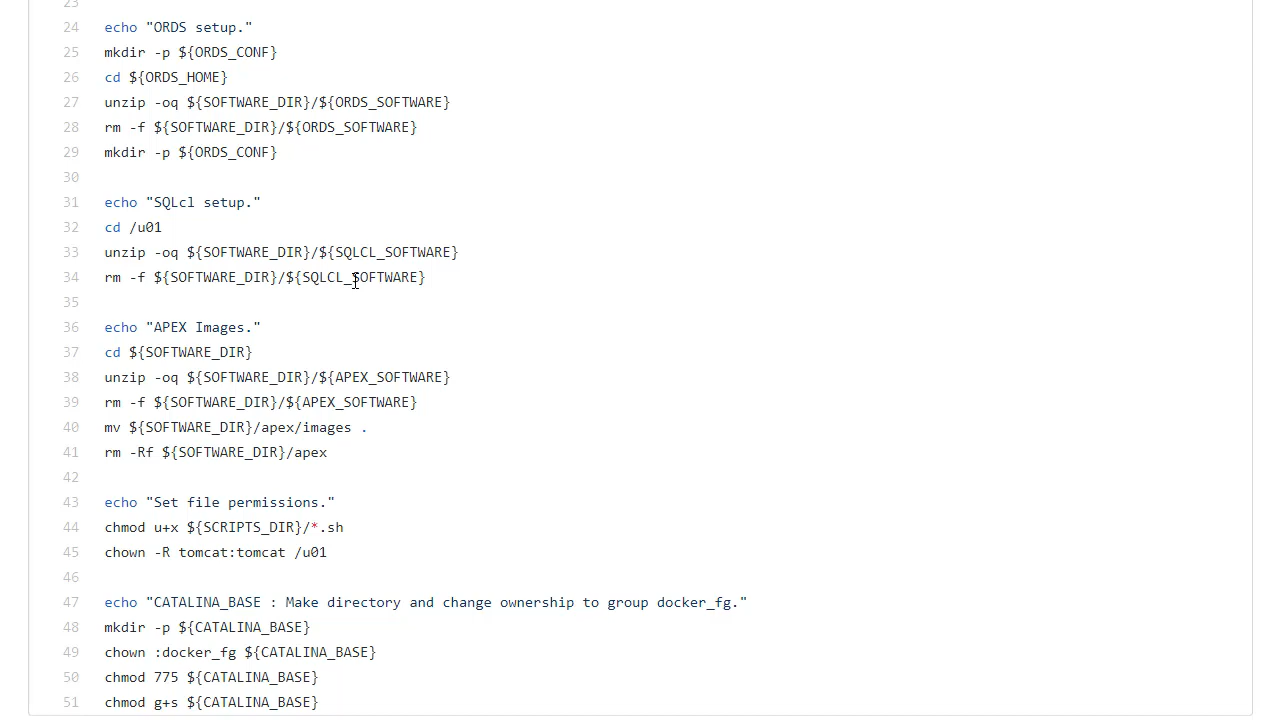 23
24 echo "ORDS setup."
25 mkdir -p ${ORDS_CONF}
26 cd ${ORDS_HOME}
27 unzip -oq ${SOFTWARE_DIR}/${ORDS_SOFTWARE}
28 rm -f ${SOFTWARE_DIR}/${ORDS_SOFTWARE}
29 mkdir -p ${ORDS_CONF}
30
31 echo "SQLcl setup."
32 cd /u01
33 unzip -oq ${SOFTWARE_DIR}/${SQLCL_SOFTWARE}
34 rm -f ${SOFTWARE_DIR}/${SQLCL_SOFTWARE}
35
36 echo "APEX Images."
37 cd ${SOFTWARE_DIR}
38 unzip -oq ${SOFTWARE_DIR}/${APEX_SOFTWARE}
39 rm -f ${SOFTWARE_DIR}/${APEX_SOFTWARE}
40 mv ${SOFTWARE_DIR}/apex/images .
41 rm -Rf ${SOFTWARE_DIR}/apex
42
43 echo "Set file permissions."
44 chmod u+x ${SCRIPTS_DIR}/*.sh
45 chown -R tomcat:tomcat /u01
46
47 echo "CATALINA_BASE : Make directory and change ownership to group docker_fg."
48 mkdir -p ${CATALINA_BASE}
49 chown :docker_fg ${CATALINA_BASE}
50 chmod 775 ${CATALINA_BASE}
51 chmod g+s ${CATALINA_BASE}